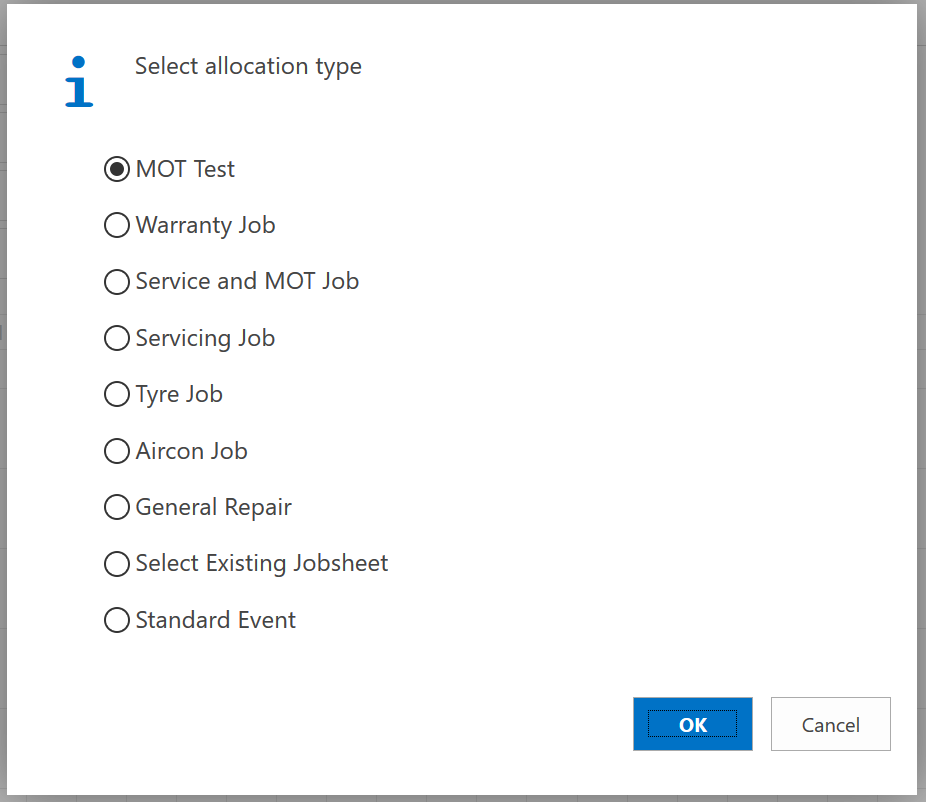 Select allocation type
MOT Test
Warranty Job
Service and MOT Job
Servicing Job
Tyre Job
Aircon Job
General Repair
Select Existing Jobsheet
Standard Event
OK
Cancel